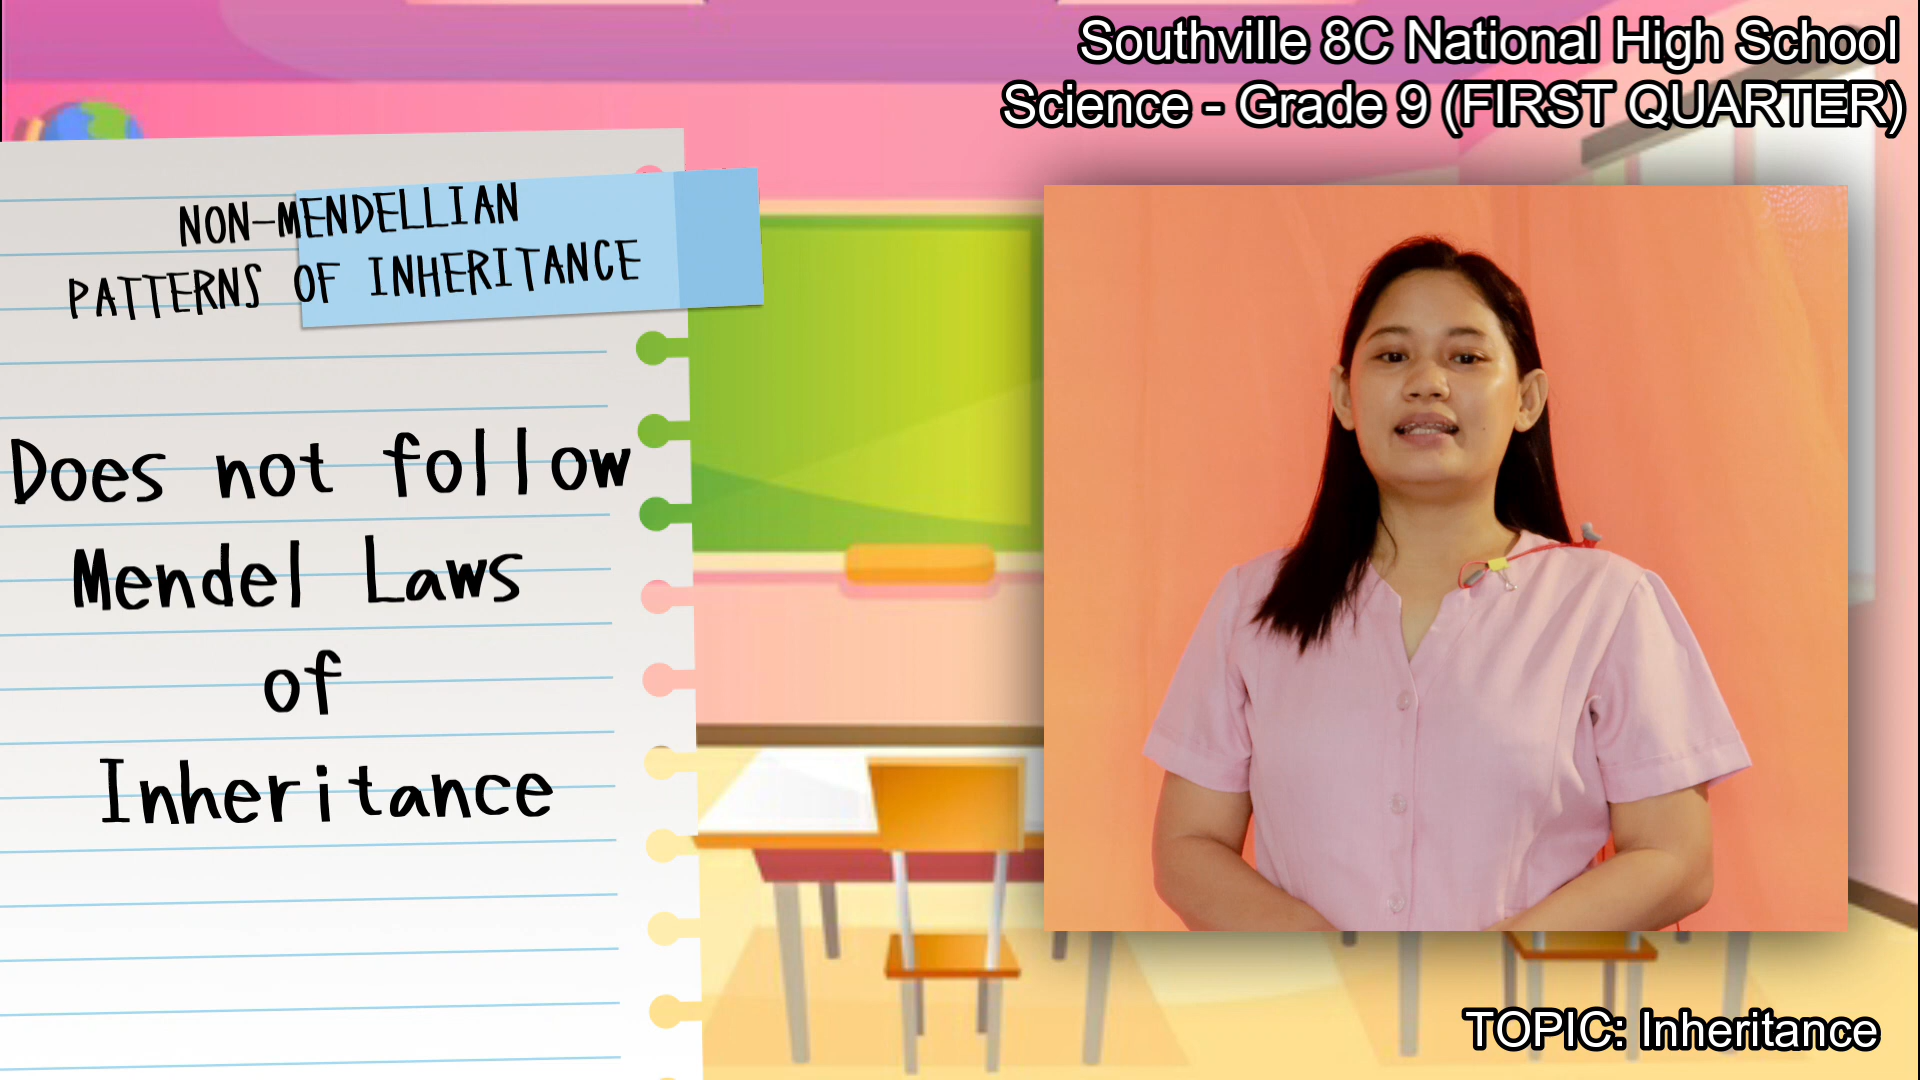 Southville 8C National High School
Science - Grade 9 (FIRST QUARTER)
NON-MENDELLIAN
PATTERNS OF INHERITANCE
Does not follow
Mendel Laws
of
Inheritance
TOPIC: Inheritance